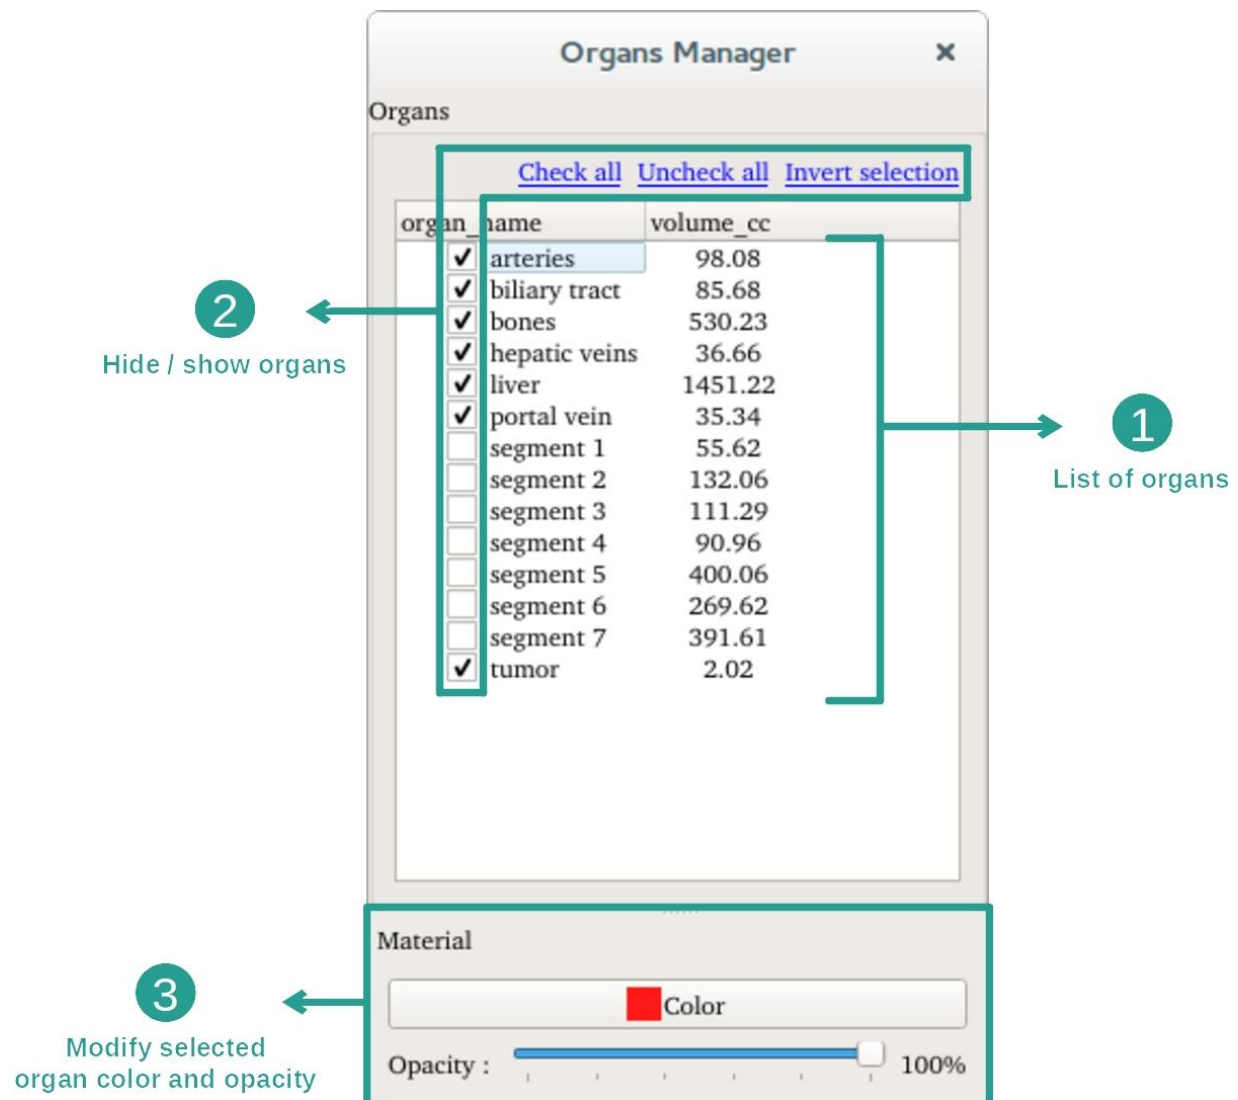 Organs Manager ×
Organs
Check all Uncheck all Invert selection
organ_name volume_cc
arteries 98.08
biliary tract 85.68
bones 530.23
hepatic veins 36.66
liver 1451.22
portal vein 35.34
segment 1 55.62
segment 2 132.06
segment 3 111.29
segment 4 90.96
segment 5 400.06
segment 6 269.62
segment 7 391.61
tumor 2.02
2
Hide / show organs
1
List of organs
Material
Color
Opacity : 100%
3
Modify selected
organ color and opacity